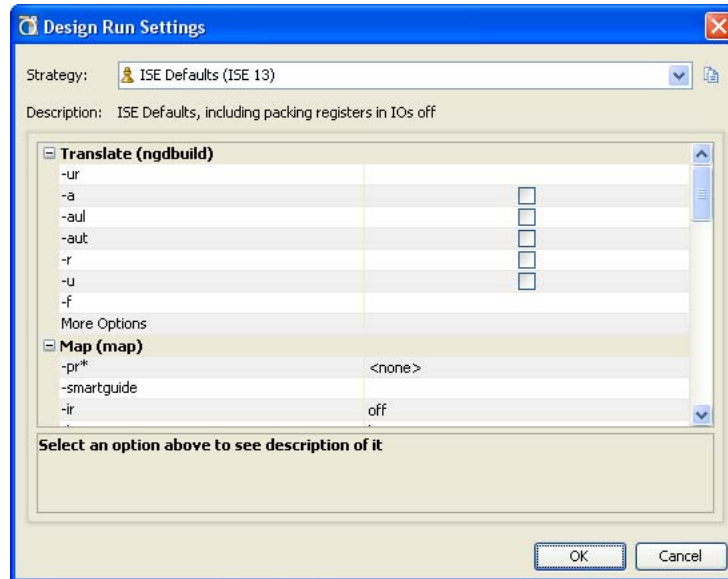 Design Run Settings
Strategy: ISE Defaults (ISE 13)
Description: ISE Defaults, including packing registers in IOs off
Translate (ngdbuild)
-ur
-a
-aul
-aut
-r
-u
-f
More Options
Map (map)
-pr* <none>
-smartguide
-ir off
Select an option above to see description of it
OK Cancel